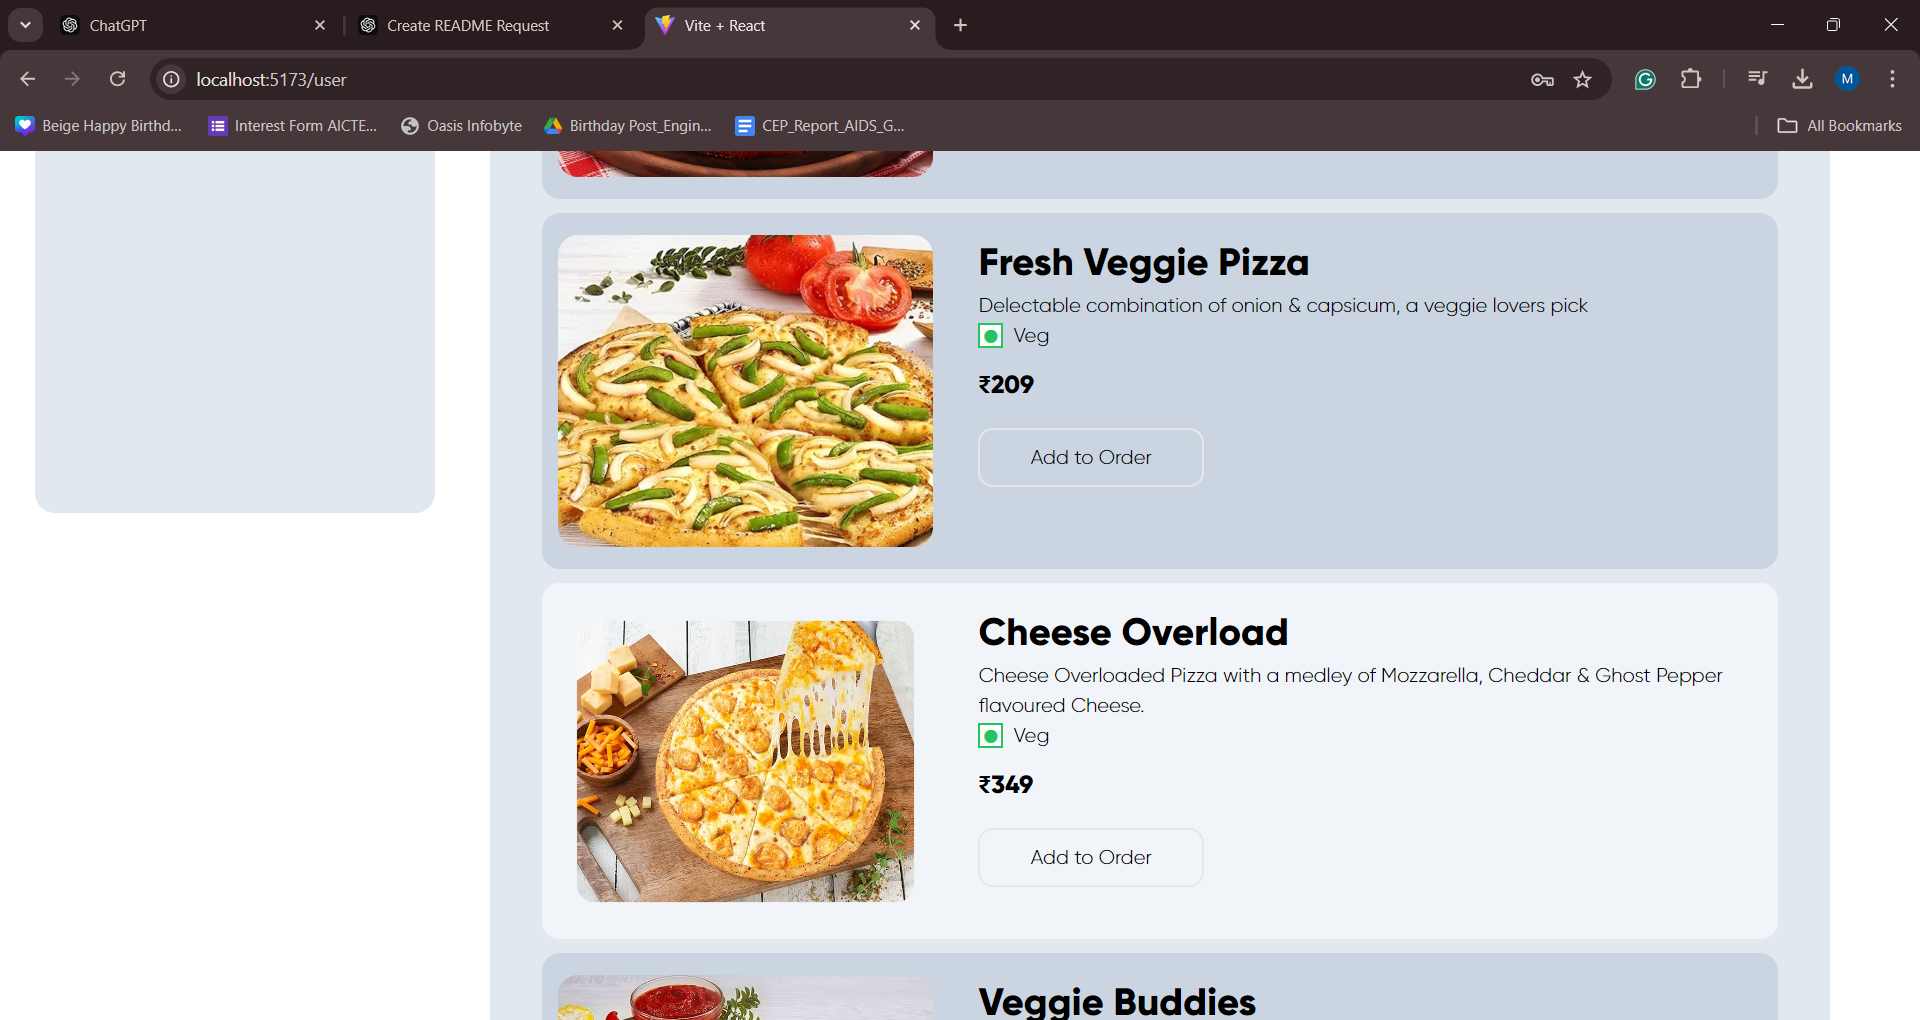 ChatGPT
Create README Request
Vite + React
localhost:5173/user
M
Beige Happy Birthd...
Interest Form AICTE...
Oasis Infobyte
Birthday Post_Engin...
CEP_Report_AIDS_G...
All Bookmarks
Fresh Veggie Pizza
Delectable combination of onion & capsicum, a veggie lovers pick
Veg
₹209
Add to Order
Cheese Overload
Cheese Overloaded Pizza with a medley of Mozzarella, Cheddar & Ghost Pepper
flavoured Cheese.
Veg
₹349
Add to Order
Veggie Buddies